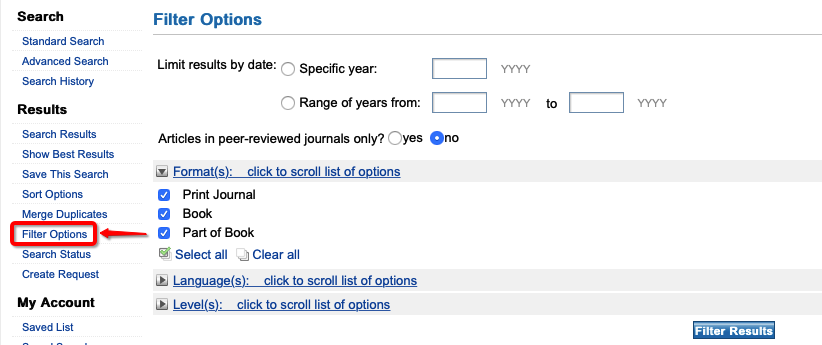 Search
Standard Search
Advanced Search
Search History
Results
Search Results
Show Best Results
Save This Search
Sort Options
Merge Duplicates
Filter Options
Search Status
Create Request
My Account
Saved List
Filter Options
Limit results by date: Specific year: YYYY
Range of years from: YYYY to YYYY
Articles in peer-reviewed journals only? yes no
Format(s): click to scroll list of options
Print Journal
Book
Part of Book
Select all Clear all
Language(s): click to scroll list of options
Level(s): click to scroll list of options
Filter Results